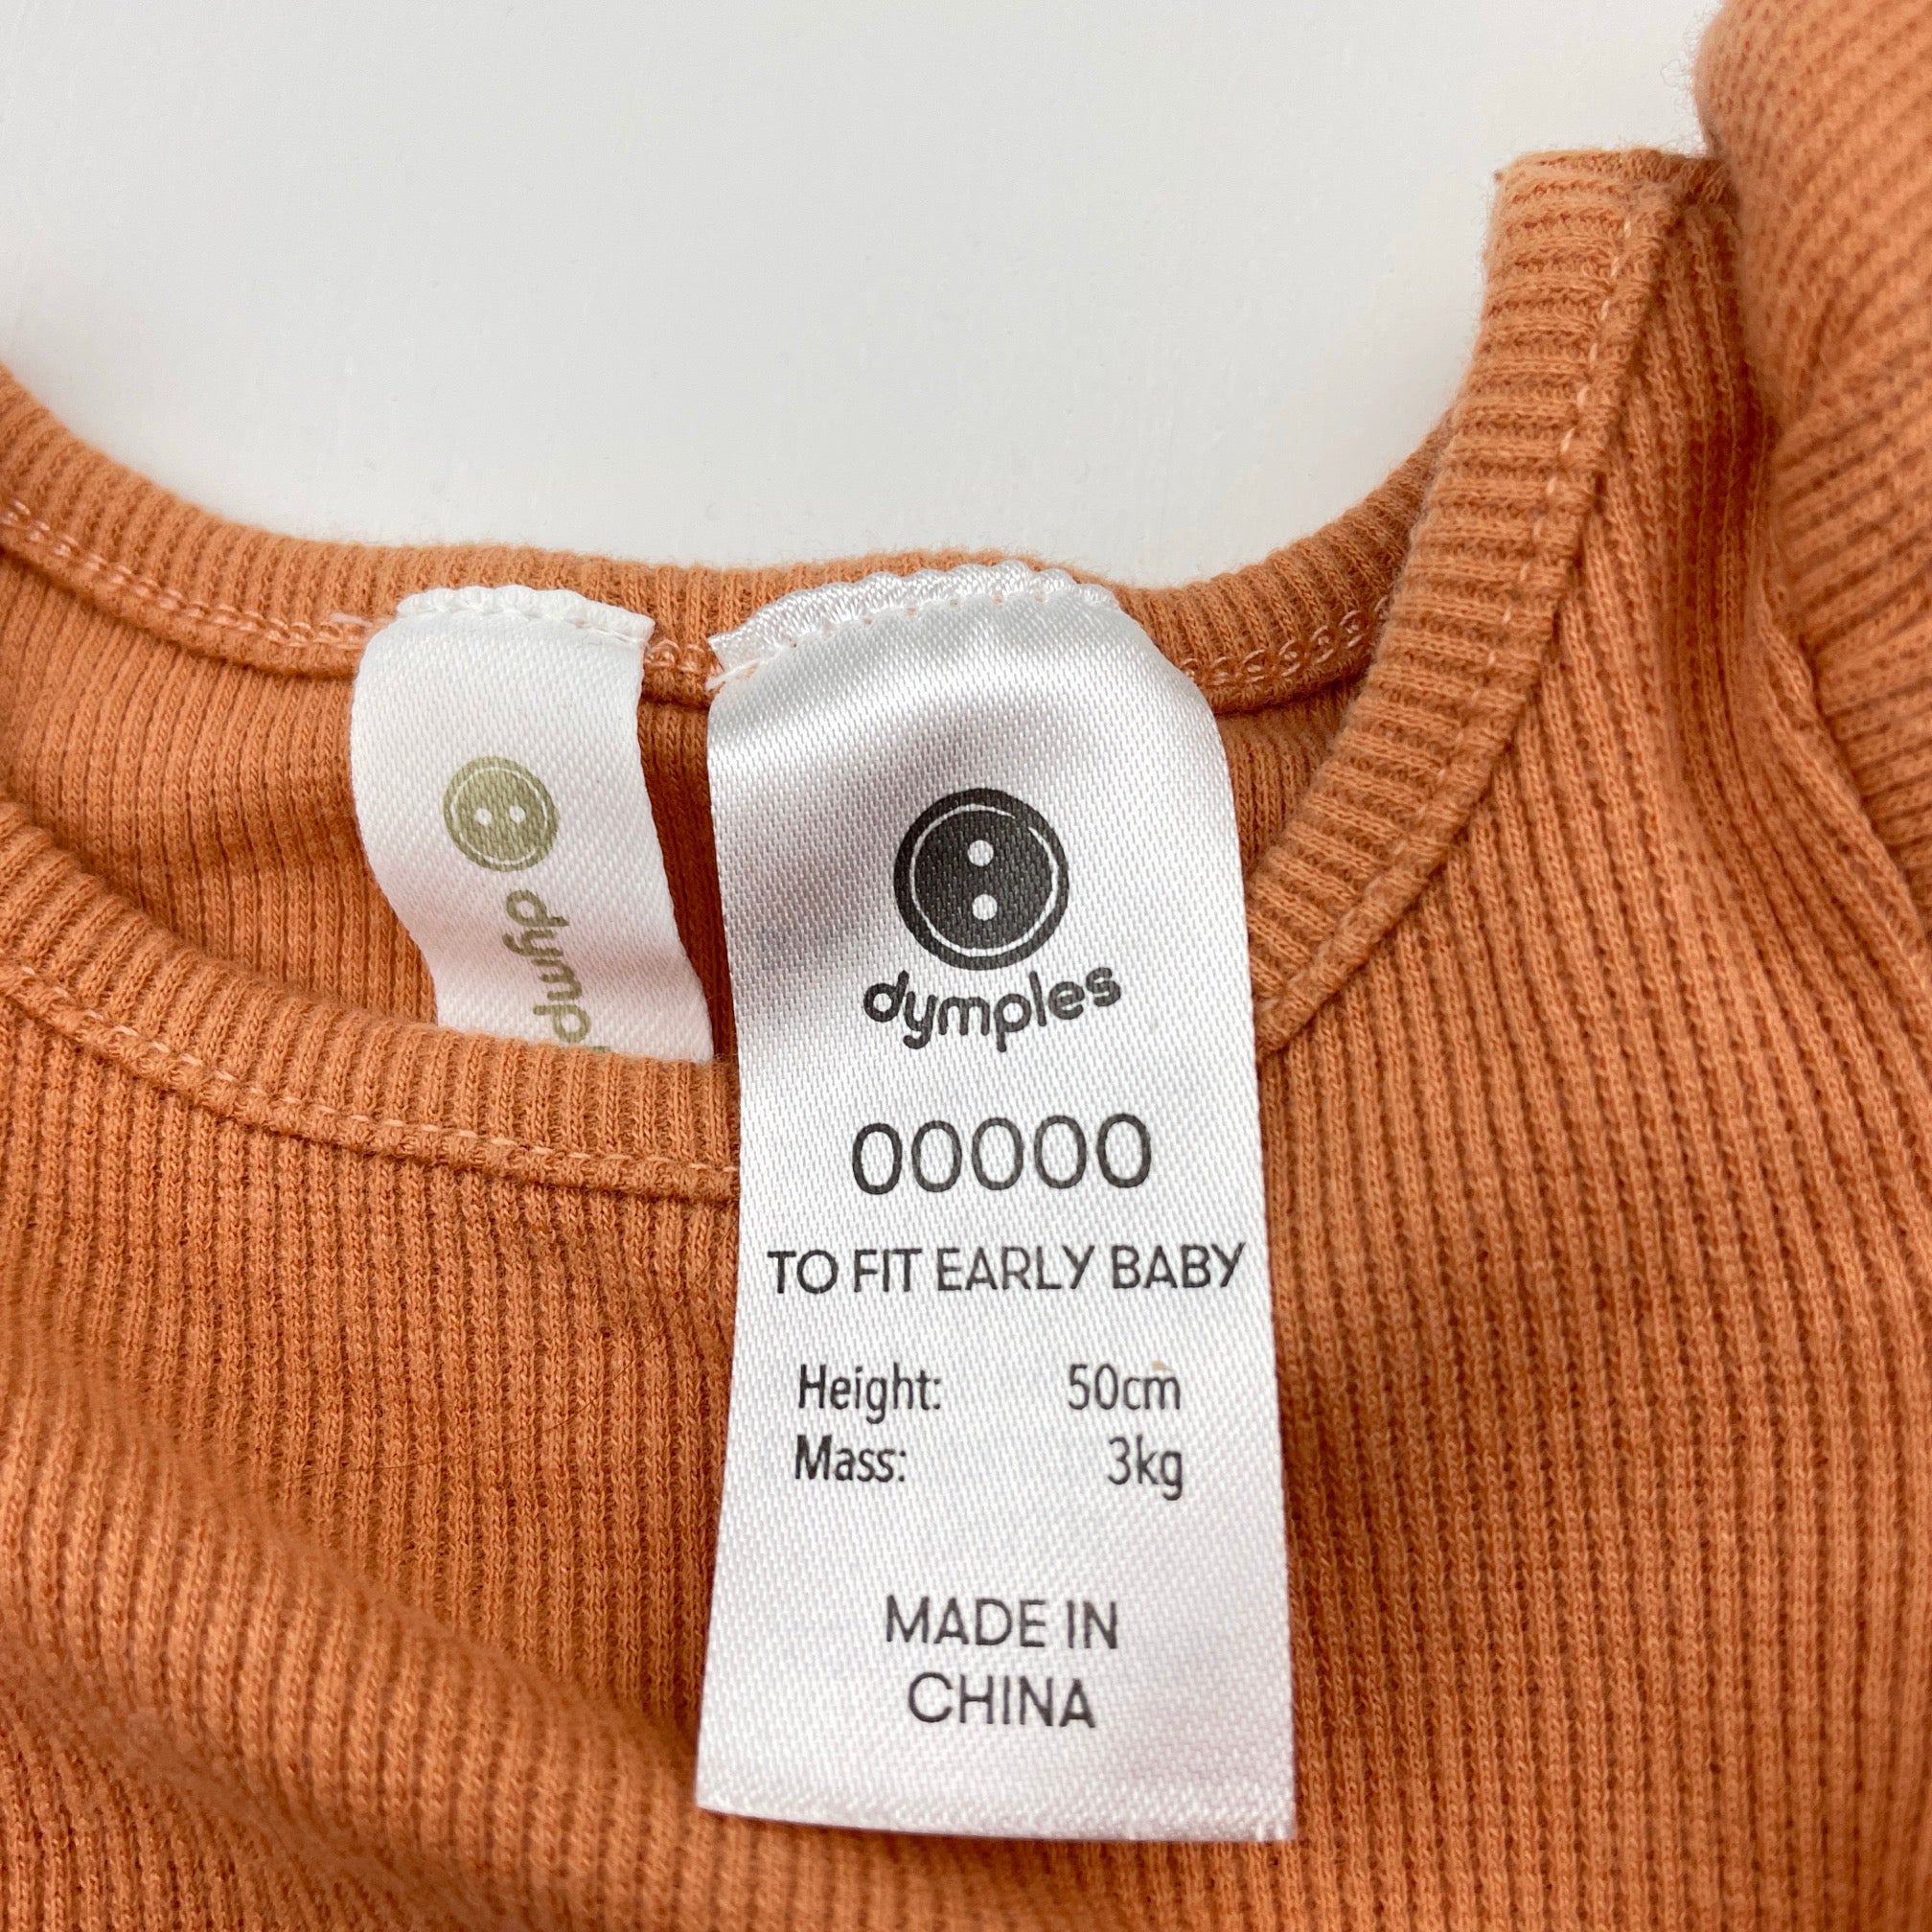 dymp
dymples
00000
TO FIT EARLY BABY
Height: 50cm
Mass: 3kg
MADE IN
CHINA